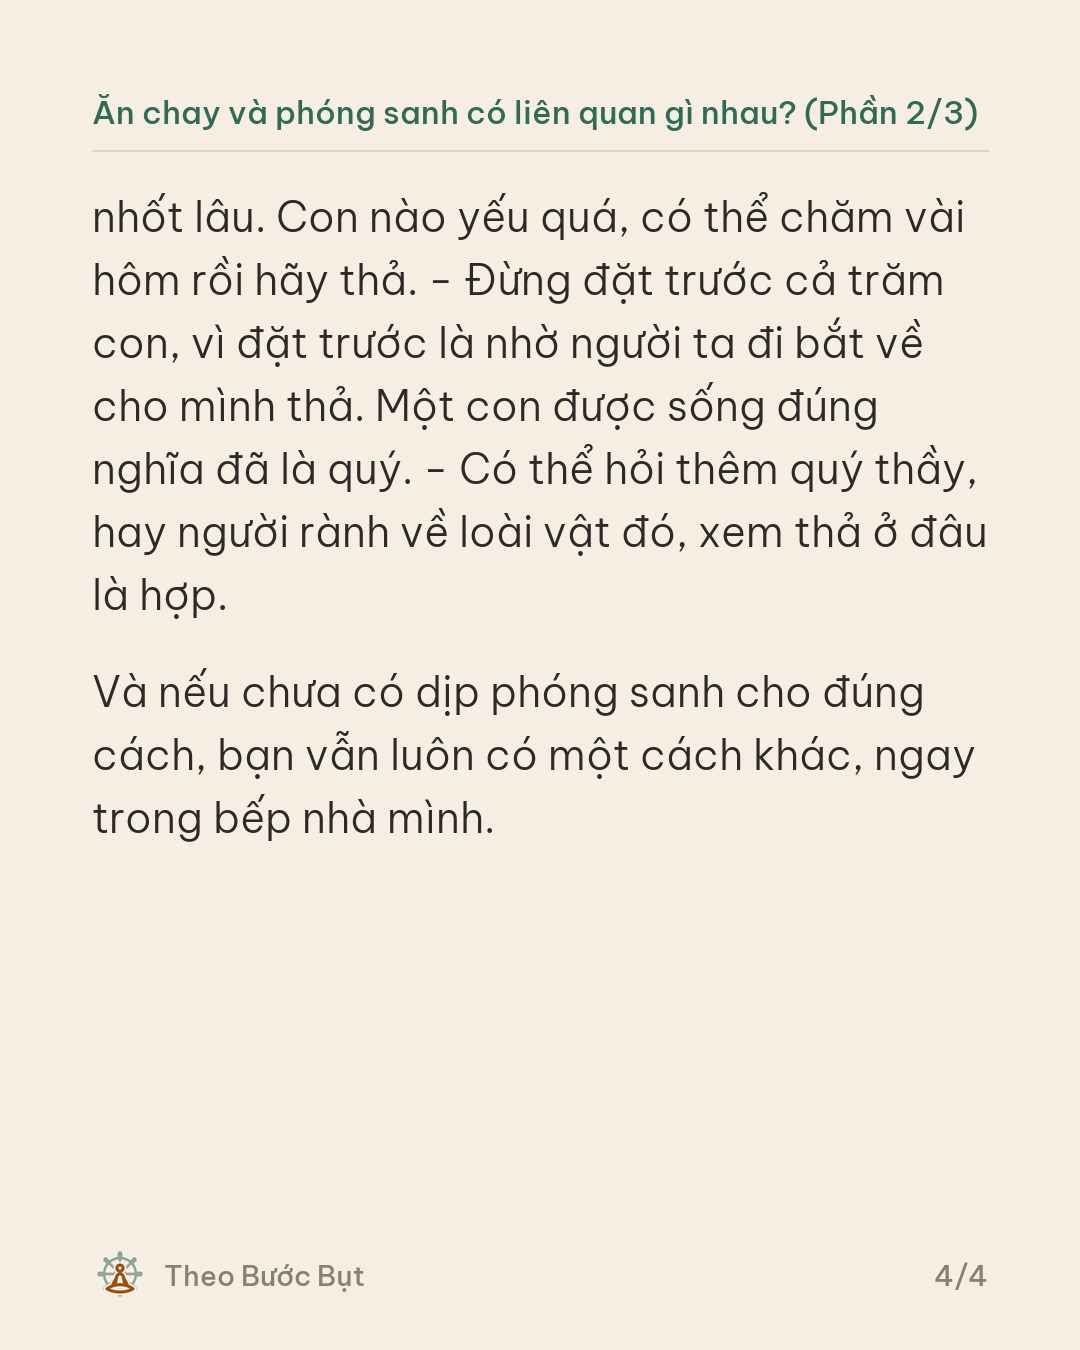 Ăn chay và phóng sanh có liên quan gì nhau? (Phần 2/3)
nhốt lâu. Con nào yếu quá, có thể chăm vài
hôm rồi hãy thả. – Đừng đặt trước cả trăm
con, vì đặt trước là nhờ người ta đi bắt về
cho mình thả. Một con được sống đúng
nghĩa đã là quý. – Có thể hỏi thêm quý thầy,
hay người rành về loài vật đó, xem thả ở đâu
là hợp.
Và nếu chưa có dịp phóng sanh cho đúng
cách, bạn vẫn luôn có một cách khác, ngay
trong bếp nhà mình.
Theo Bước Bụt
4/4